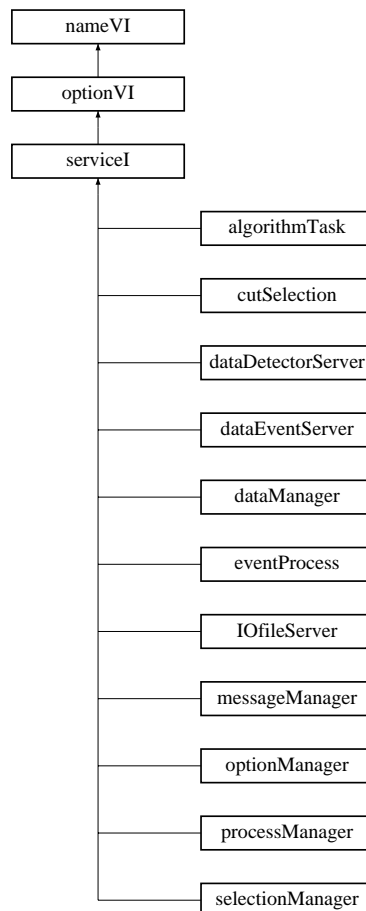 nameVI
optionVI
serviceI
algorithmTask
cutSelection
dataDetectorServer
dataEventServer
dataManager
eventProcess
IOfileServer
messageManager
optionManager
processManager
selectionManager